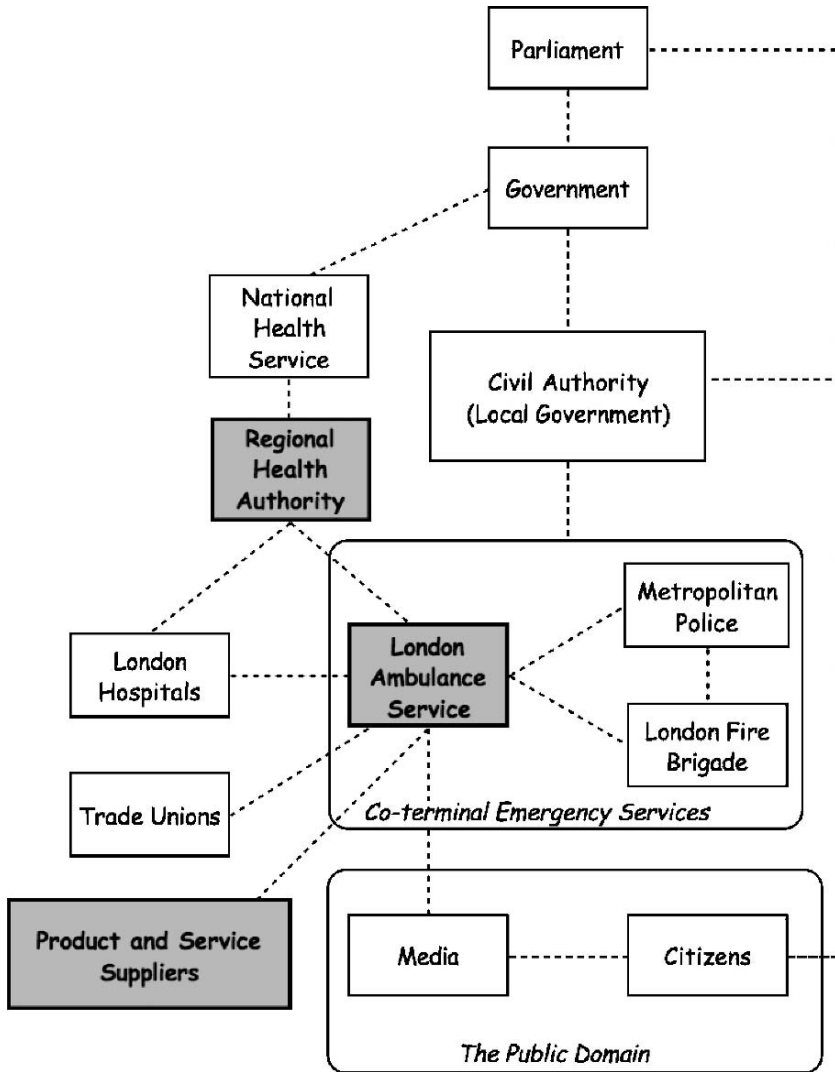 Parliament
Government
National
Health
Service
Civil Authority
(Local Government)
Regional
Health
Authority
Metropolitan
Police
London
Hospitals
London
Ambulance
Service
London Fire
Brigade
Trade Unions
Co-terminal Emergency Services
Product and Service
Suppliers
Media
Citizens
The Public Domain